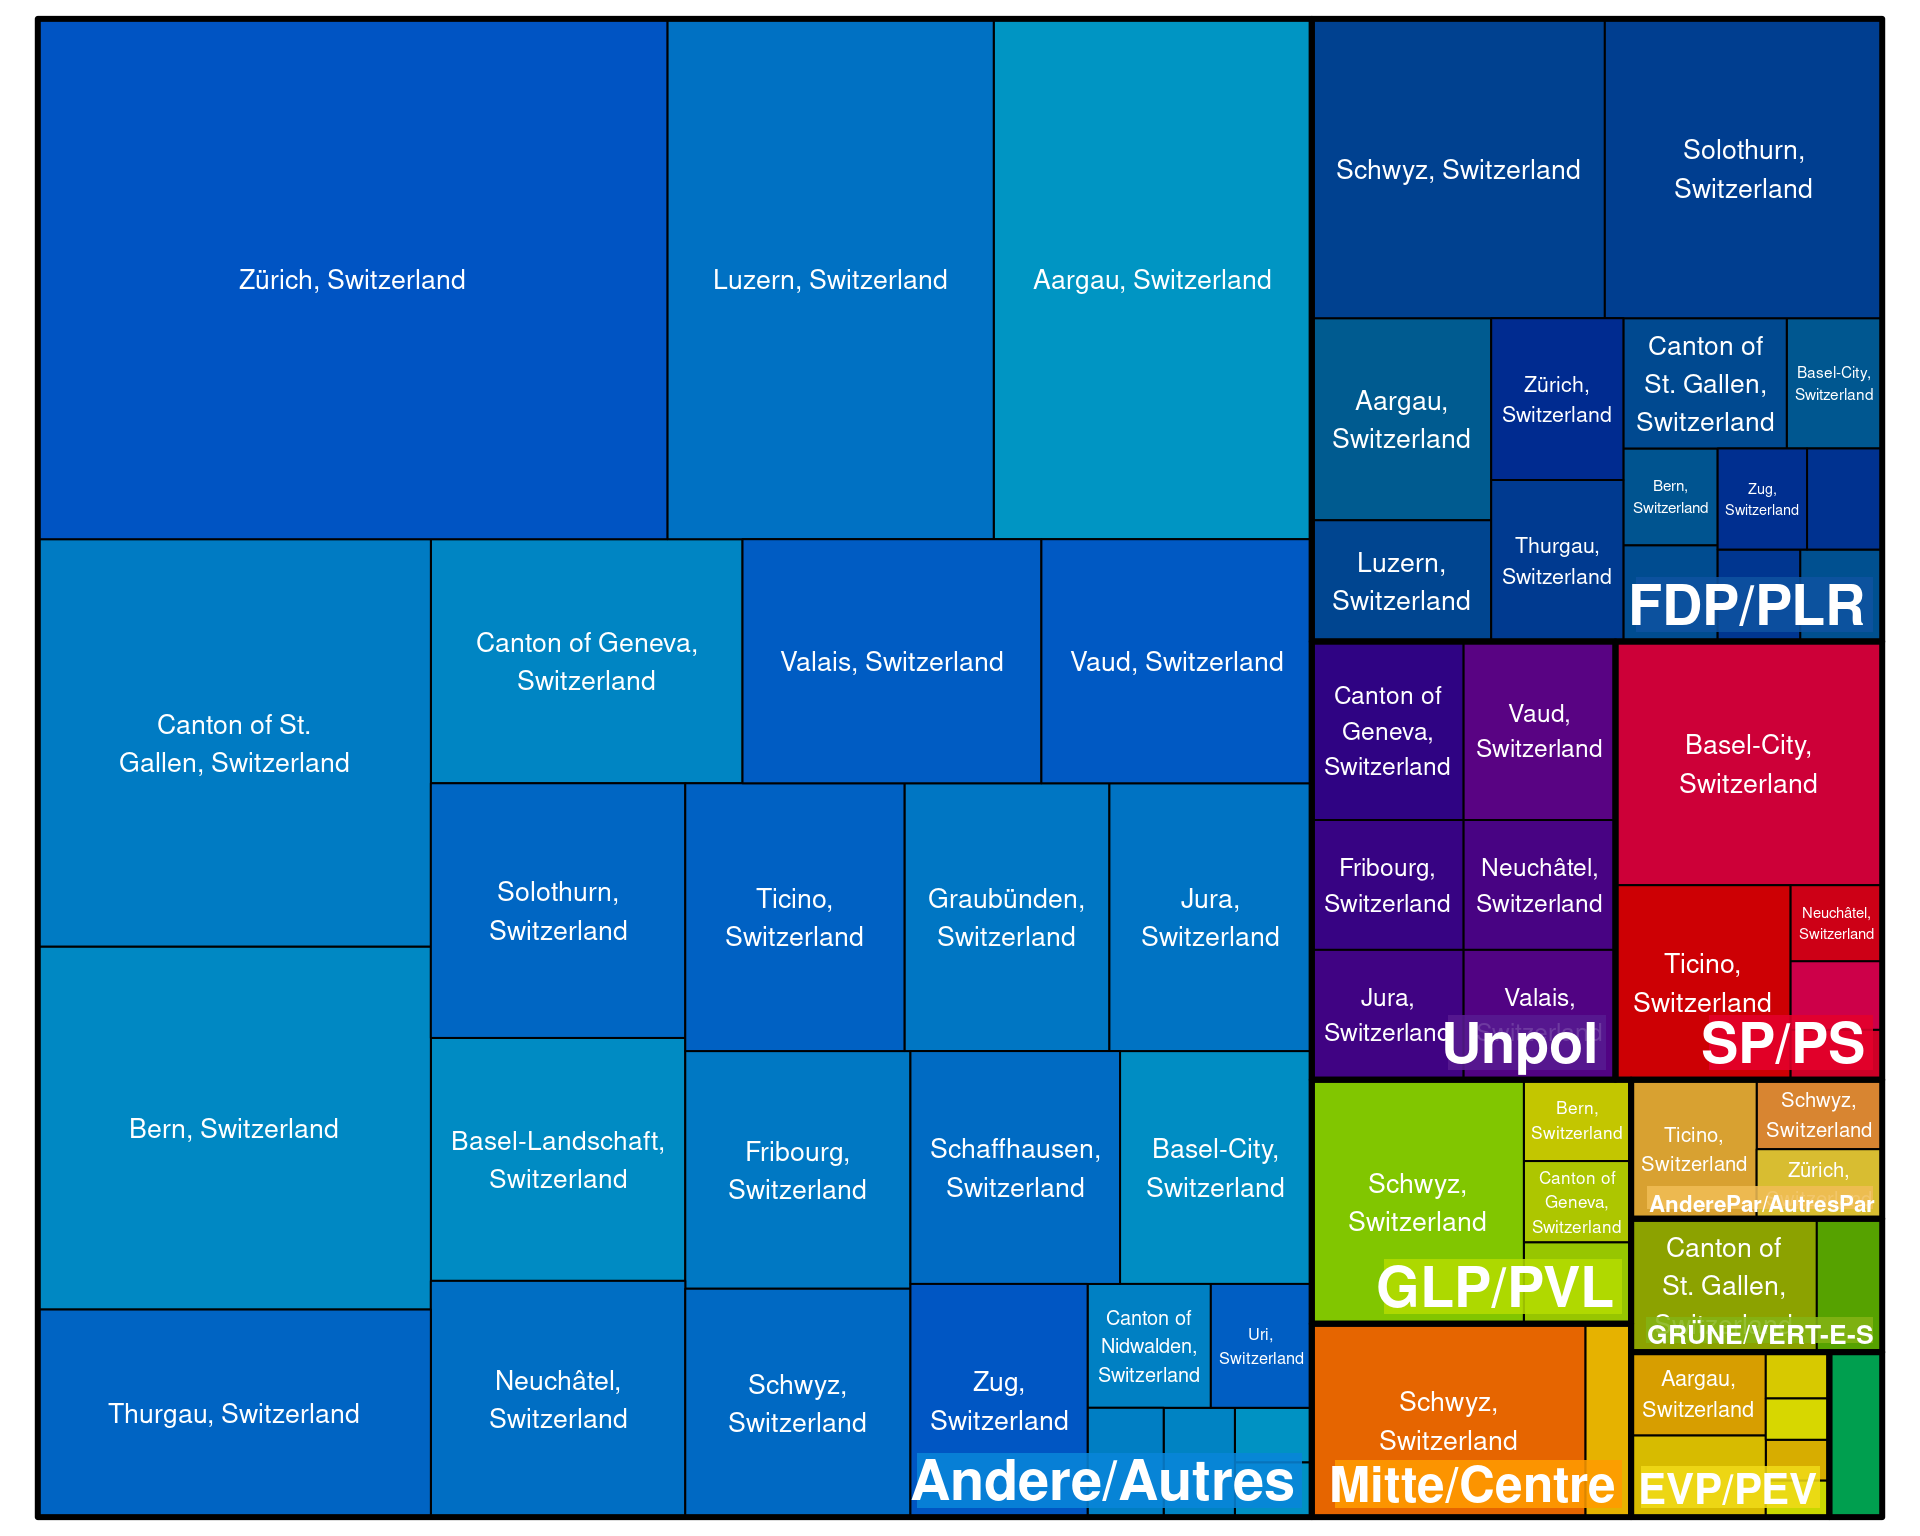 Zürich, Switzerland
Luzern, Switzerland
Aargau, Switzerland
Canton of St.
Gallen, Switzerland
Canton of Geneva,
Switzerland
Valais, Switzerland
Vaud, Switzerland
Solothurn,
Switzerland
Ticino,
Switzerland
Graubünden,
Switzerland
Jura,
Switzerland
Bern, Switzerland
Basel-Landschaft,
Switzerland
Fribourg,
Switzerland
Schaffhausen,
Switzerland
Basel-City,
Switzerland
Thurgau, Switzerland
Neuchâtel,
Switzerland
Schwyz,
Switzerland
Zug,
Switzerland
Canton of
Nidwalden,
Switzerland
Uri,
Switzerland
Andere/Autres
Schwyz, Switzerland
Solothurn,
Switzerland
Aargau,
Switzerland
Zürich,
Switzerland
Canton of
St. Gallen,
Switzerland
Basel-City,
Switzerland
Luzern,
Switzerland
Thurgau,
Switzerland
Bern,
Switzerland
Zug,
Switzerland
FDP/PLR
Canton of
Geneva,
Switzerland
Vaud,
Switzerland
Fribourg,
Switzerland
Neuchâtel,
Switzerland
Jura,
Switzerland
Valais,
Switzerland
Unpol
Basel-City,
Switzerland
Ticino,
Switzerland
Neuchâtel,
Switzerland
SP/PS
Schwyz,
Switzerland
Bern,
Switzerland
Canton of
Geneva,
Switzerland
GLP/PVL
Ticino,
Switzerland
Schwyz,
Switzerland
Zürich,
AnderePar/AutresPar
Canton of
St. Gallen,
Switzerland
GRÜNE/VERT-E-S
Schwyz,
Switzerland
Mitte/Centre
Aargau,
Switzerland
EVP/PEV